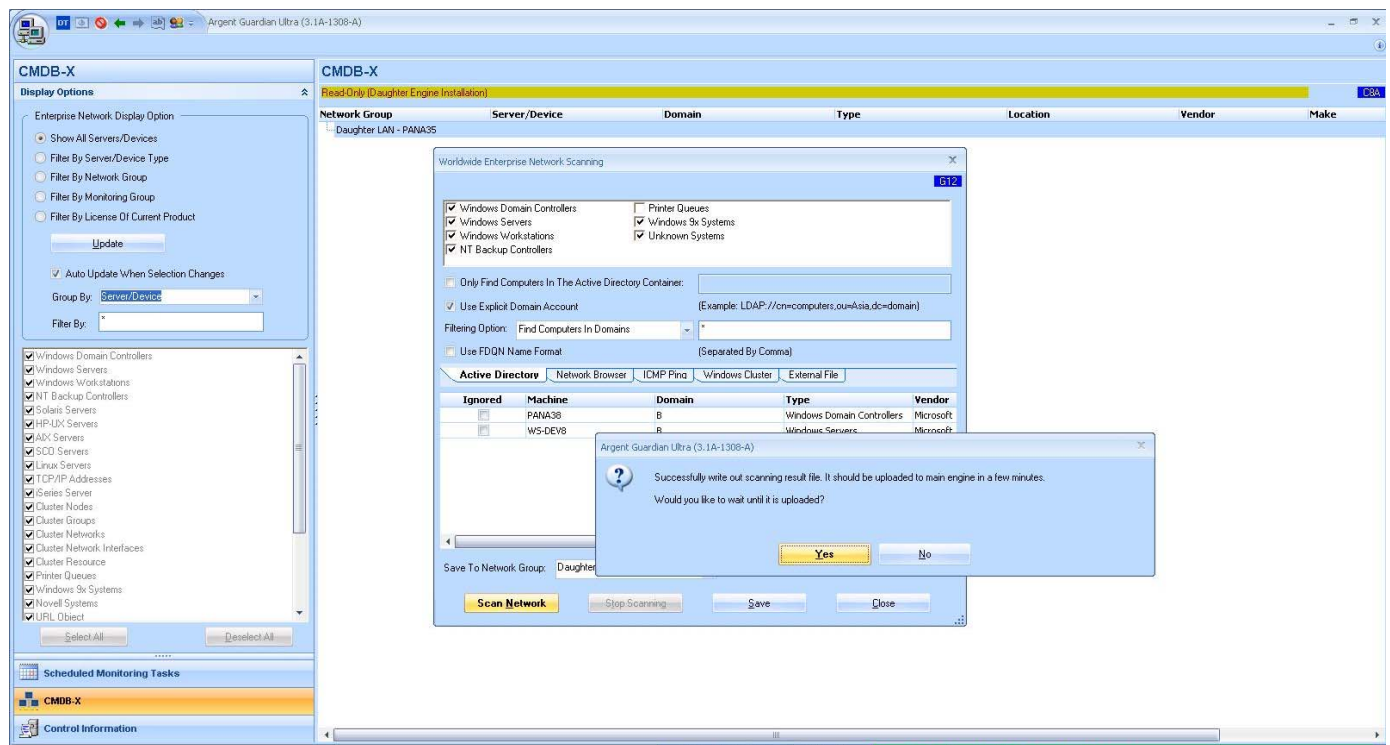 DT
ab
Argent Guardian Ultra (3.1A-1308-A)
CMDB-X
Display Options
Enterprise Network Display Option
Show All Servers/Devices
Filter By Server/Device Type
Filter By Network Group
Filter By Monitoring Group
Filter By License Of Current Product
Update
Auto Update When Selection Changes
Group By: Server/Device
Filter By: *
Windows Domain Controllers
Windows Servers
Windows Workstations
NT Backup Controllers
Solaris Servers
HP-UX Servers
AIX Servers
SCO Servers
Linux Servers
TCP/IP Addresses
iSeries Server
Cluster Nodes
Cluster Groups
Cluster Networks
Cluster Network Interfaces
Cluster Resource
Printer Queues
Windows 9x Systems
Novell Systems
URL Object
Select All Deselect All
Scheduled Monitoring Tasks
CMDB-X
Control Information
CMDB-X
Read-Only (Daughter Engine Installation) C8A
Network Group Server/Device Domain Type Location Vendor Make
Daughter LAN - PANA35
Worldwide Enterprise Network Scanning
G12
Windows Domain Controllers Printer Queues
Windows Servers Windows 9x Systems
Windows Workstations Unknown Systems
NT Backup Controllers
Only Find Computers In The Active Directory Container:
Use Explicit Domain Account (Example: LDAP://cn=computers,ou=Asia,dc=domain)
Filtering Option: Find Computers In Domains *
Use FDQN Name Format (Separated By Comma)
Active Directory Network Browser ICMP Ping Windows Cluster External File
Ignored Machine Domain Type Vendor
PANA38 B Windows Domain Controllers Microsoft
WS-DEV8 B Windows Servers Microsoft
Save To Network Group: Daughter
Scan Network Stop Scanning Save Close
Argent Guardian Ultra (3.1A-1308-A)
Successfully write out scanning result file. It should be uploaded to main engine in a few minutes.
Would you like to wait until it is uploaded?
Yes No